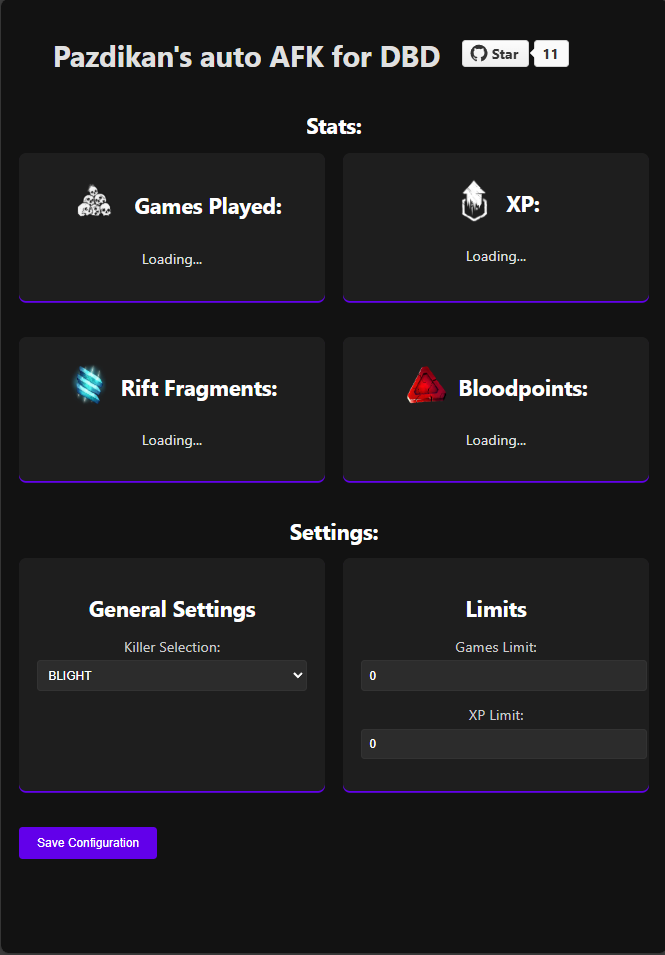 Pazdikan's auto AFK for DBD
Star 11
Stats:
Games Played:
Loading...
XP:
Loading...
Rift Fragments:
Loading...
Bloodpoints:
Loading...
Settings:
General Settings
Killer Selection:
BLIGHT
Limits
Games Limit:
0
XP Limit:
0
Save Configuration